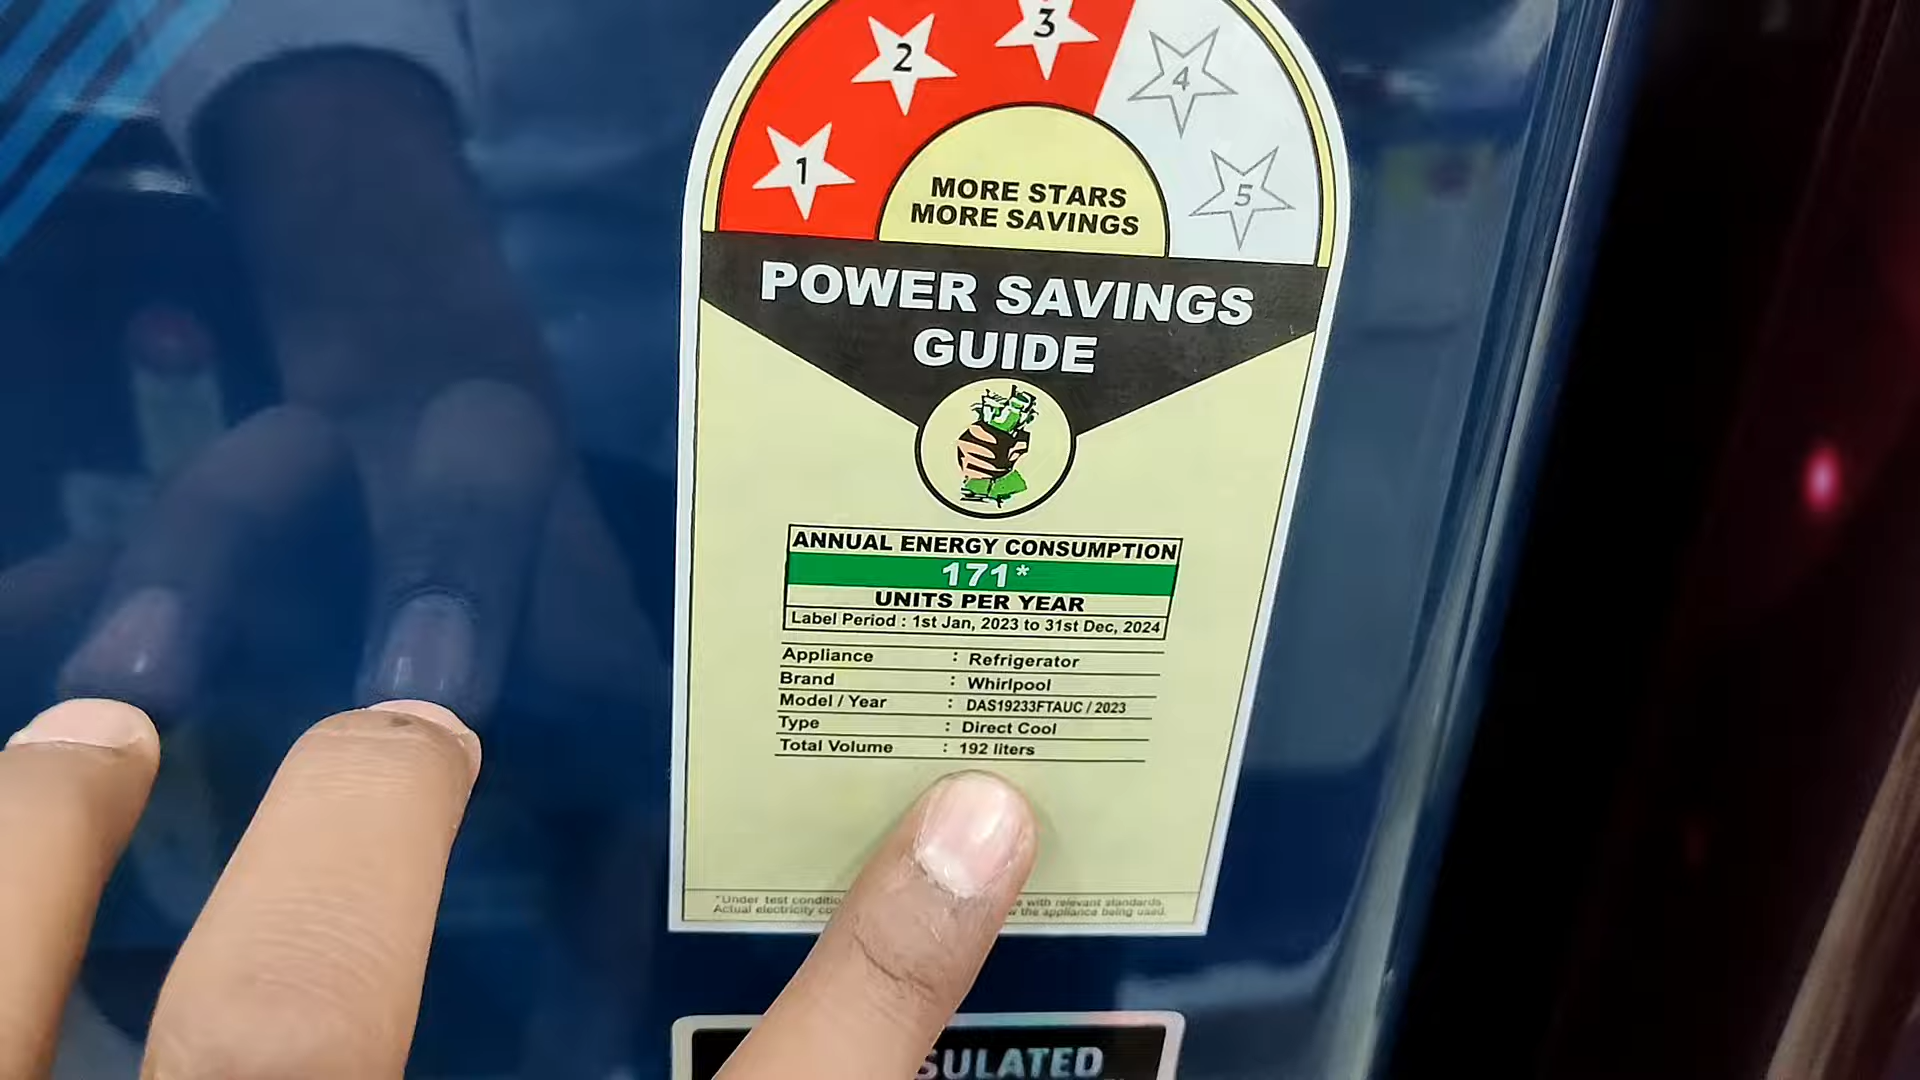 1
2
3
4
5
MORE STARS
MORE SAVINGS
POWER SAVINGS
GUIDE
ANNUAL ENERGY CONSUMPTION
171*
UNITS PER YEAR
Label Period : 1st Jan, 2023 to 31st Dec, 2024
Appliance : Refrigerator
Brand : Whirlpool
Model / Year : DAS19233FTAUC / 2023
Type : Direct Cool
Total Volume : 192 liters
*Under test with relevant standards.
Actual electricity the appliance being used.